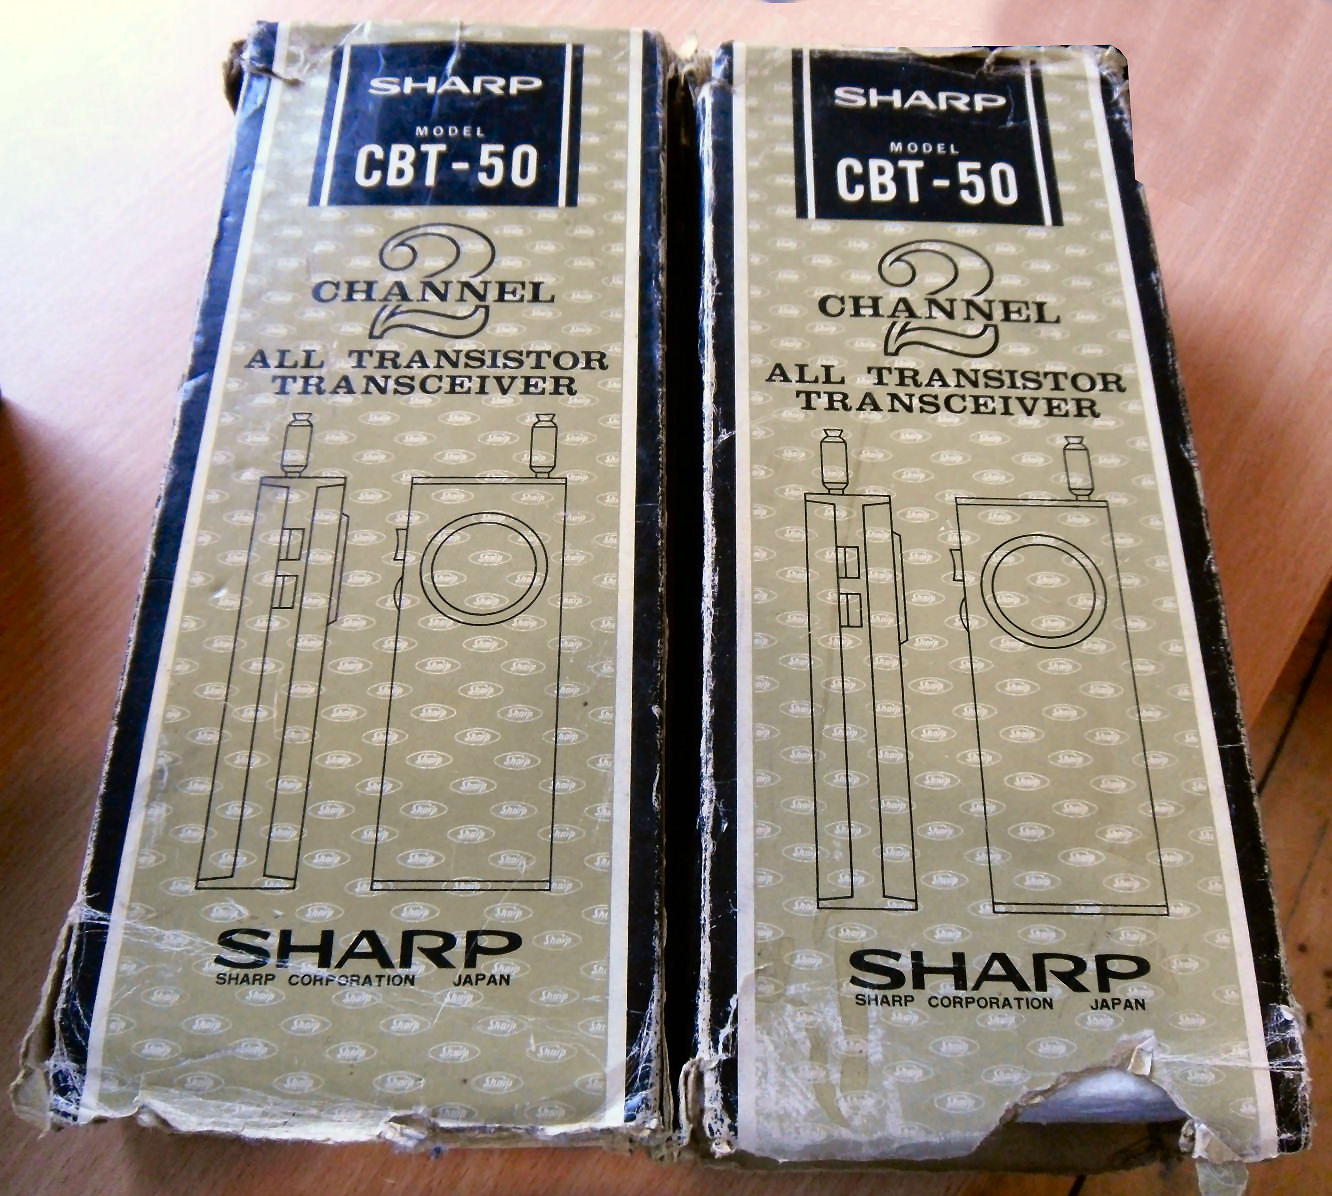 SHARP
MODEL
CBT-50
2
CHANNEL
ALL TRANSISTOR
TRANSCEIVER
SHARP
SHARP CORPORATION JAPAN
SHARP
MODEL
CBT-50
2
CHANNEL
ALL TRANSISTOR
TRANSCEIVER
SHARP
SHARP CORPORATION JAPAN